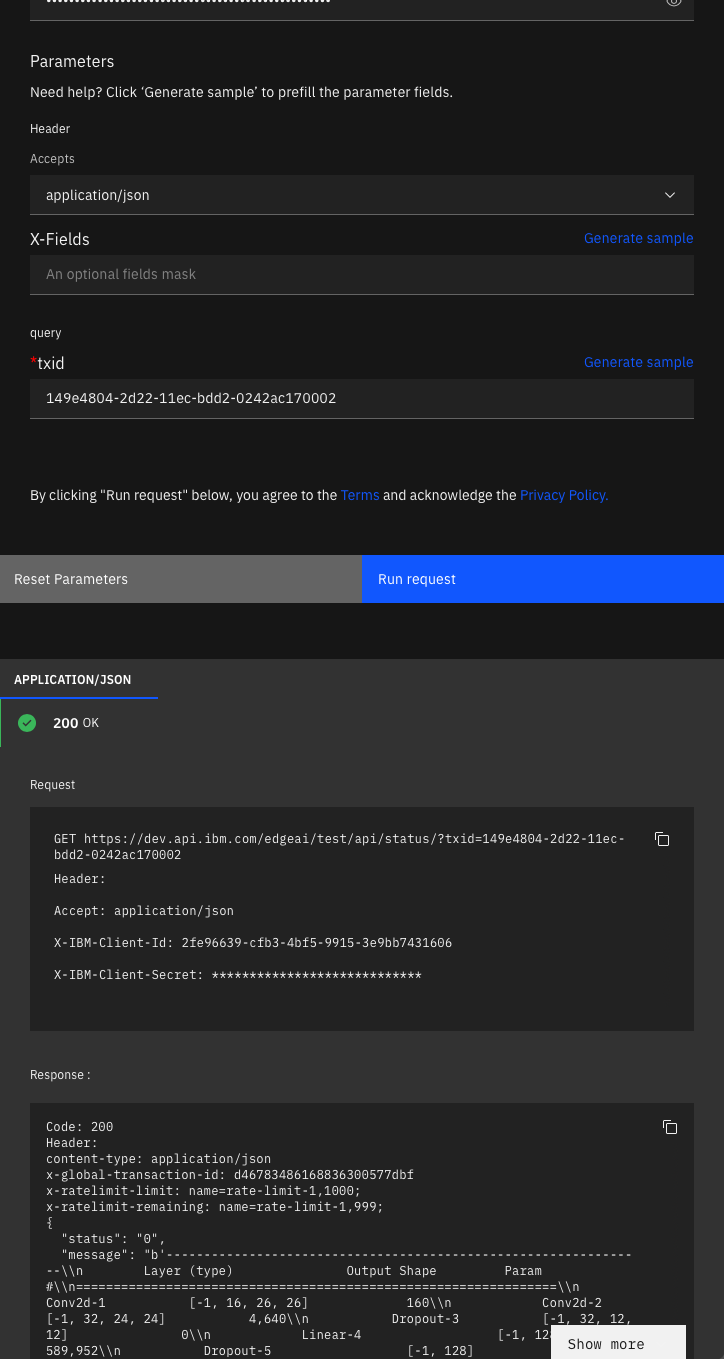 Parameters
Need help? Click ‘Generate sample’ to prefill the parameter fields.
Header
Accepts
application/json
X-Fields Generate sample
An optional fields mask
query
*txid Generate sample
149e4804-2d22-11ec-bdd2-0242ac170002
By clicking "Run request" below, you agree to the Terms and acknowledge the Privacy Policy.
Reset Parameters Run request
APPLICATION/JSON
200 OK
Request
GET https://dev.api.ibm.com/edgeai/test/api/status/?txid=149e4804-2d22-11ec-
bdd2-0242ac170002
Header:
Accept: application/json
X-IBM-Client-Id: 2fe96639-cfb3-4bf5-9915-3e9bb7431606
X-IBM-Client-Secret: ****************************
Response :
Code: 200
Header:
content-type: application/json
x-global-transaction-id: d46783486168836300577dbf
x-ratelimit-limit: name=rate-limit-1,1000;
x-ratelimit-remaining: name=rate-limit-1,999;
{
"status": "0",
"message": "b'--------------------------------------------------------------
--\\n Layer (type) Output Shape Param
#\\n================================================================\\n
Conv2d-1 [-1, 16, 26, 26] 160\\n Conv2d-2
[-1, 32, 24, 24] 4,640\\n Dropout-3 [-1, 32, 12,
12] 0\\n Linear-4 [-1,
589,952\\n Dropout-5 [-1, 128]
Show more